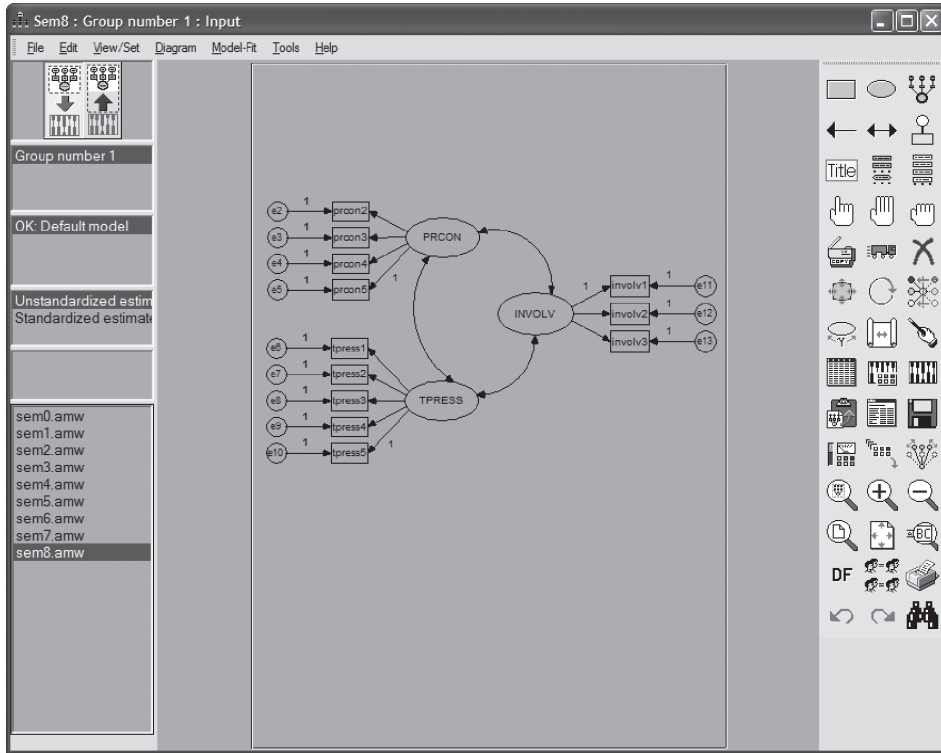 Sem8 : Group number 1 : Input
File Edit View/Set Diagram Model-Fit Tools Help
Group number 1
OK: Default model
Unstandardized estim
Standardized estimate
sem0.amw
sem1.amw
sem2.amw
sem3.amw
sem4.amw
sem5.amw
sem6.amw
sem7.amw
sem8.amw
e2 1 prcon2
e3 1 prcon3
e4 1 prcon4
e5 1 prcon5
1
PRCON
e6 1 tpress1
e7 1 tpress2
e8 1 tpress3
e9 1 tpress4
e10 1 tpress5
1
TPRESS
INVOLV
1
involv1 1 e11
involv2 1 e12
involv3 1 e13
Title
COPY
Y
BC
DF